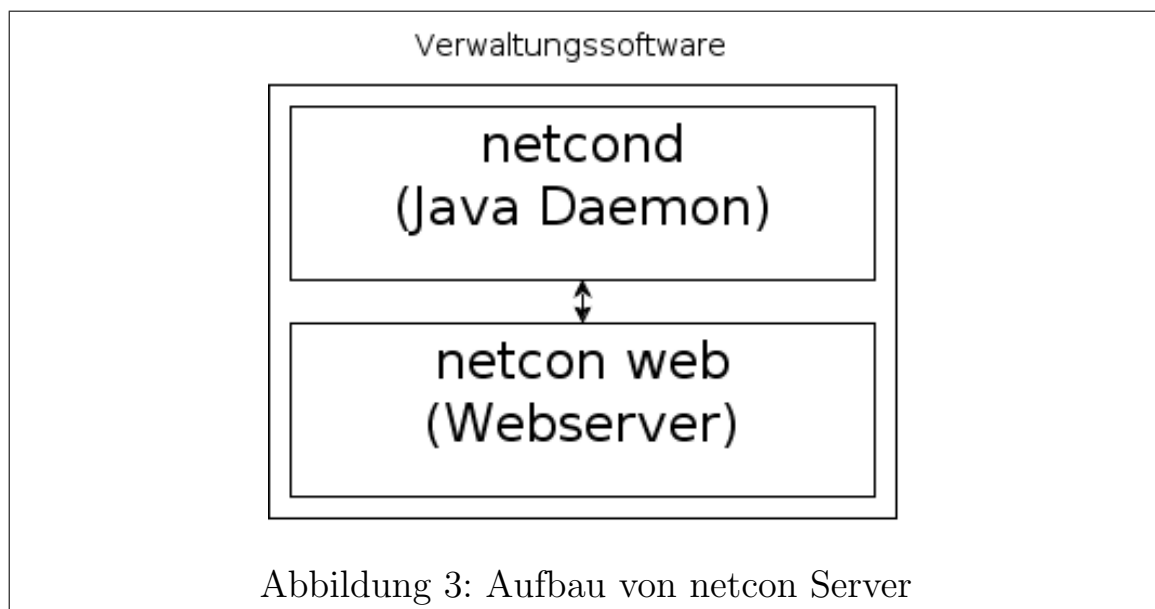 Verwaltungssoftware
netcond
(Java Daemon)
netcon web
(Webserver)
Abbildung 3: Aufbau von netcon Server